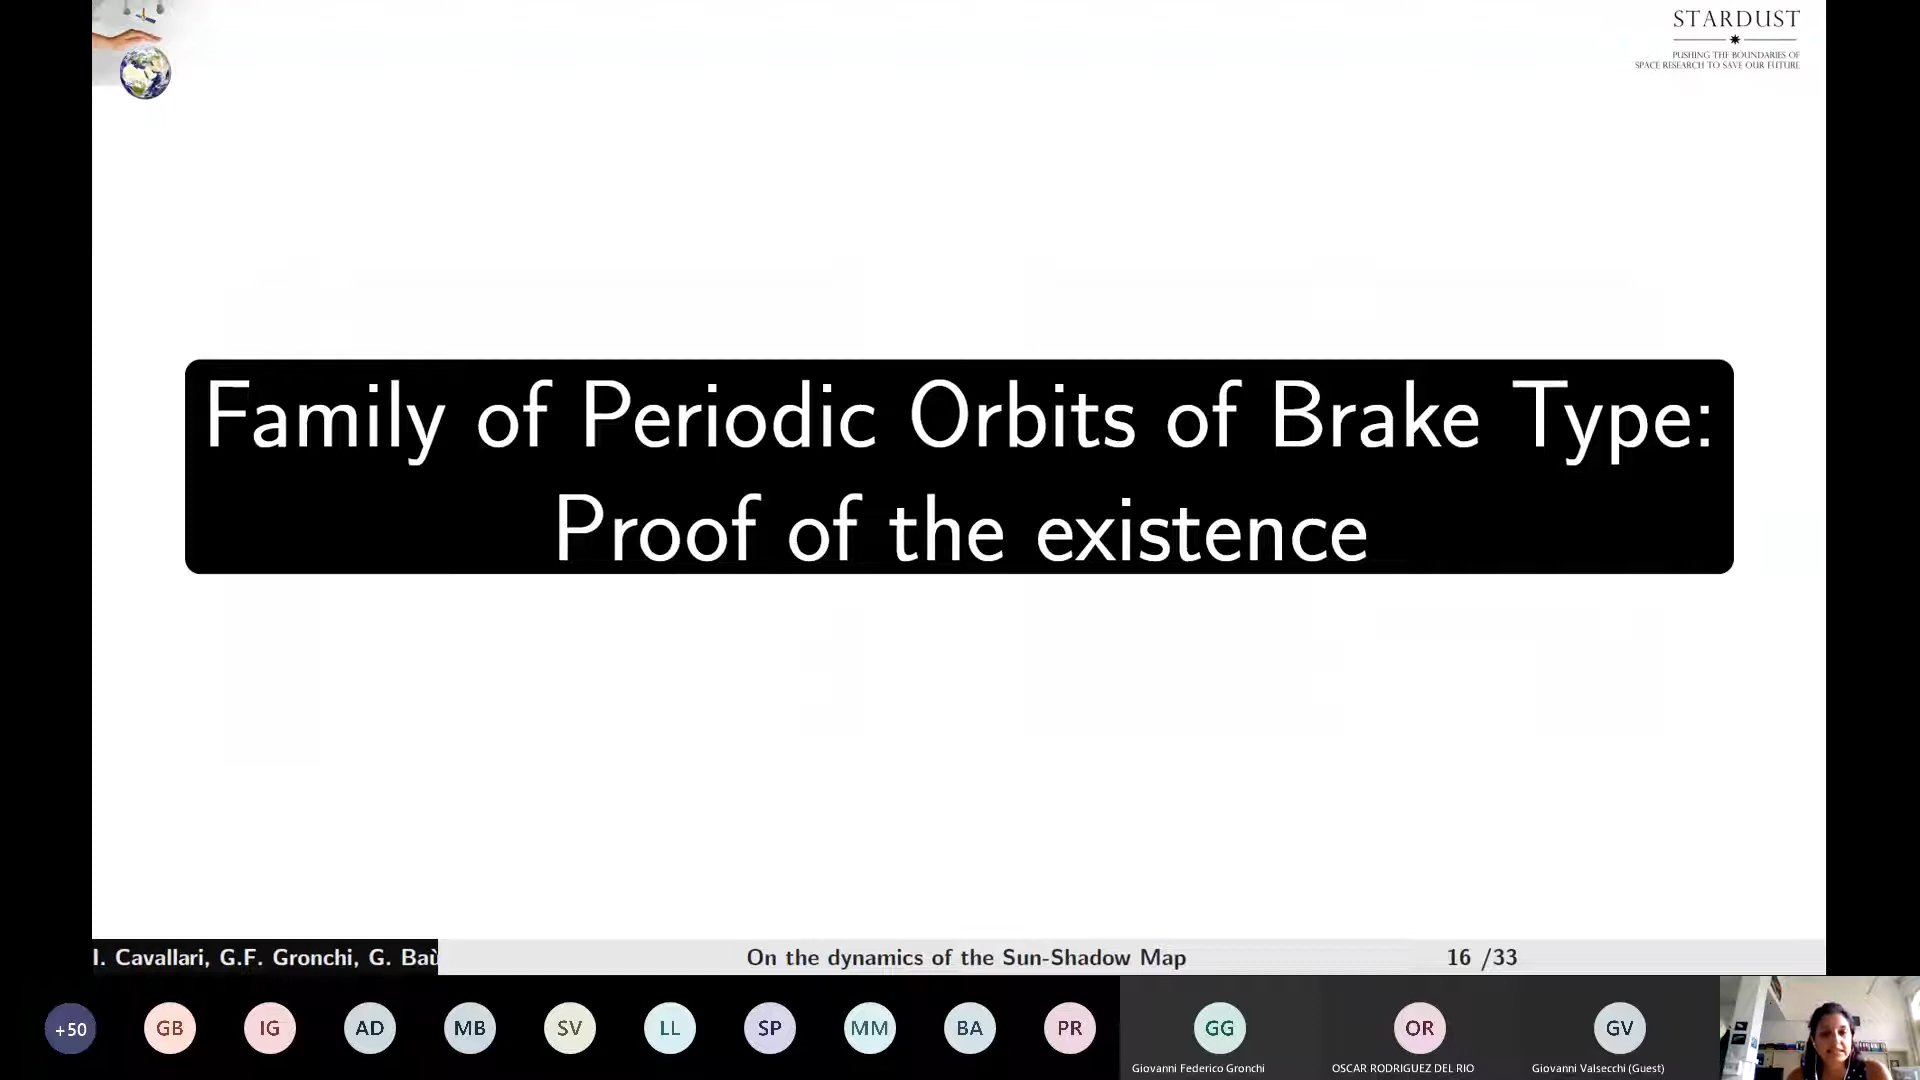 STARDUST
PUSHING THE BOUNDARIES OF
SPACE RESEARCH TO SAVE OUR FUTURE
Family of Periodic Orbits of Brake Type:
Proof of the existence
I. Cavallari, G.F. Gronchi, G. Baù
On the dynamics of the Sun-Shadow Map
16 /33
+50
GB
IG
AD
MB
SV
LL
SP
MM
BA
PR
GG
OR
GV
Giovanni Federico Gronchi
OSCAR RODRIGUEZ DEL RIO
Giovanni Valsecchi (Guest)